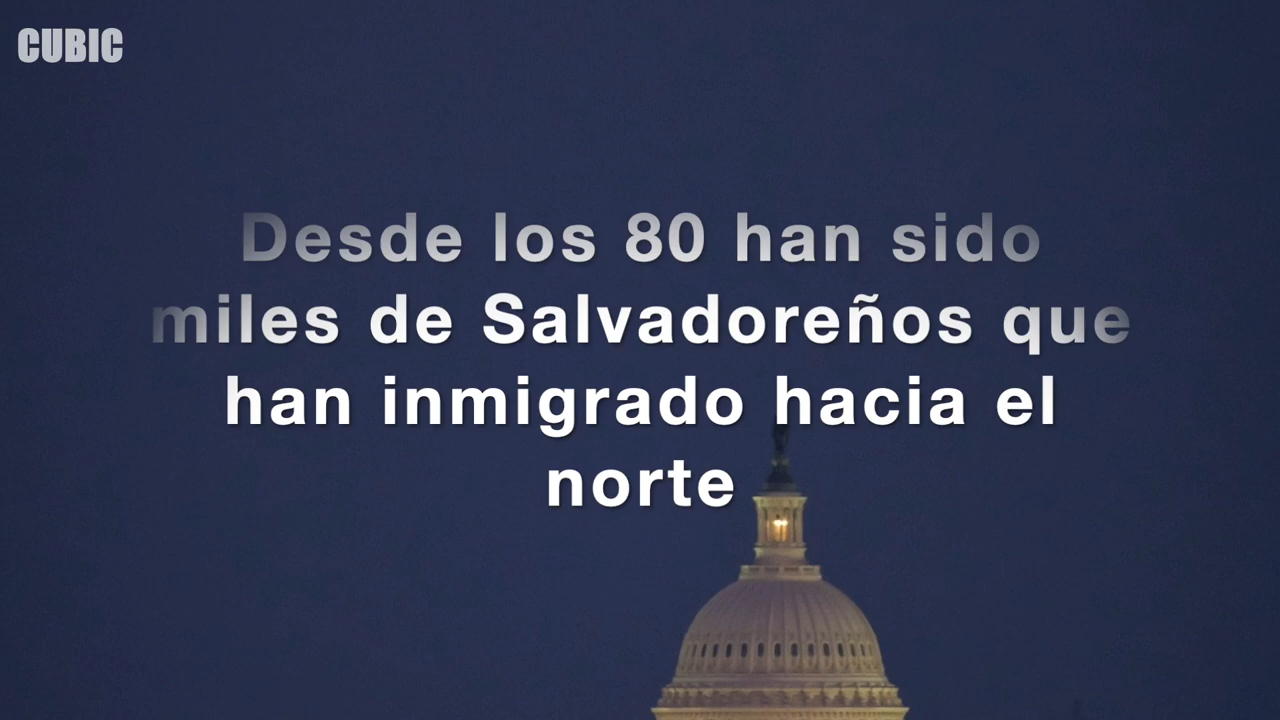 CUBIC
Desde los 80 han sido
miles de Salvadoreños que
han inmigrado hacia el
norte